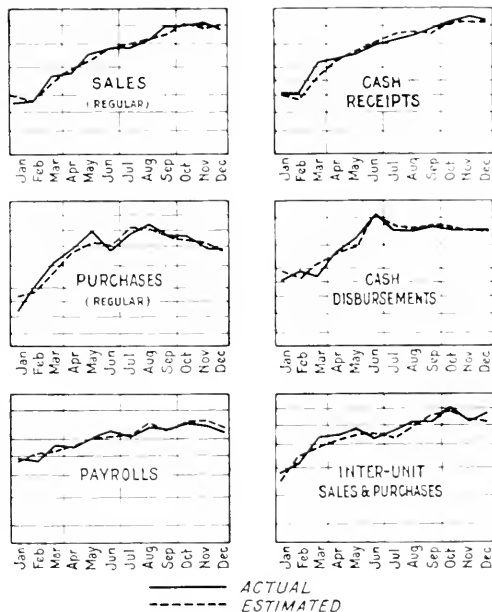 SALES
(REGULAR)
Jan
Feb
Mar
Apr
May
Jun
Jul
Aug
Sep
Oct
Nov
Dec
CASH
RECEIPTS
Jan
Feb
Mar
Apr
May
Jun
Jul
Aug
Sep
Oct
Nov
Dec
PURCHASES
(REGULAR)
Jan
Feb
Mar
Apr
May
Jun
Jul
Aug
Sep
Oct
Nov
Dec
CASH
DISBURSEMENTS
Jan
Feb
Mar
Apr
May
Jun
Jul
Aug
Sep
Oct
Nov
Dec
PAYROLLS
Jan
Feb
Mar
Apr
May
Jun
Jul
Aug
Sep
Oct
Nov
Dec
INTER-UNIT
SALES & PURCHASES
Jan
Feb
Mar
Apr
May
Jun
Jul
Aug
Sep
Oct
Nov
Dec
ACTUAL
ESTIMATED